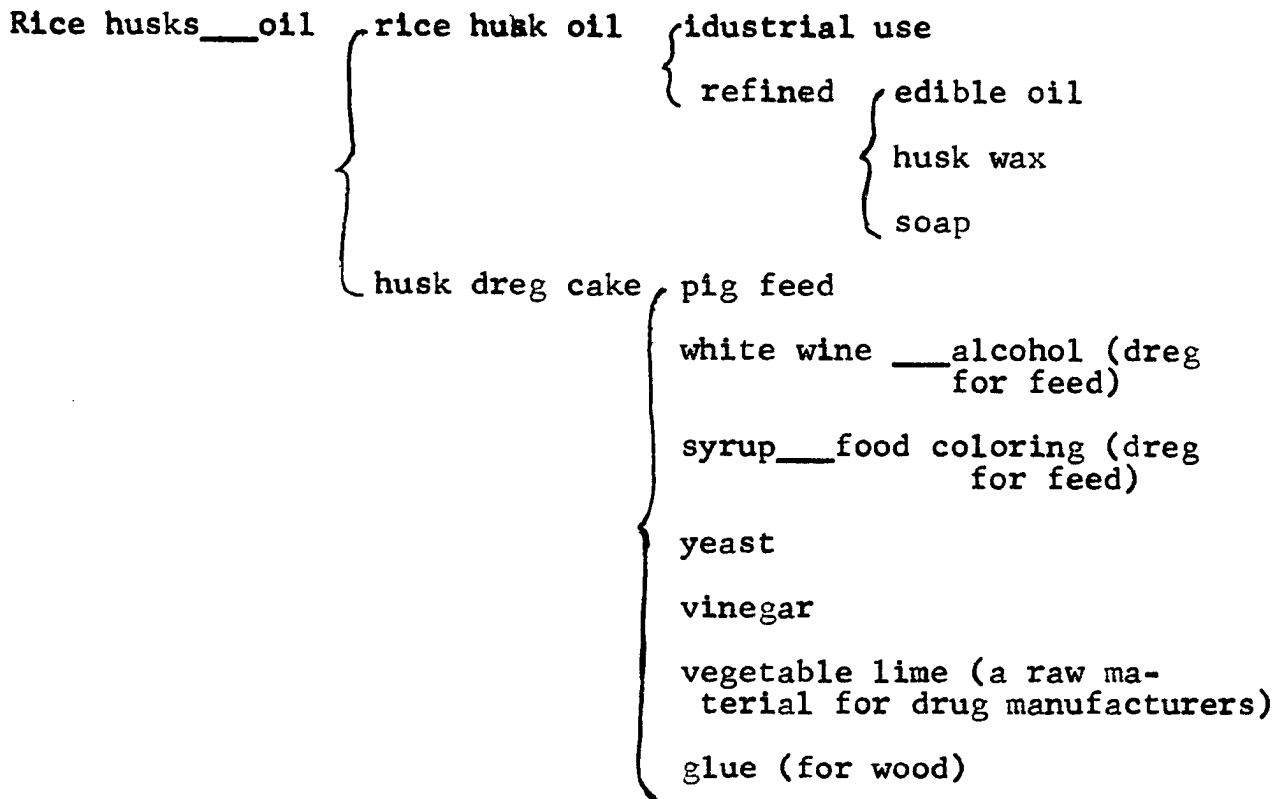 Rice husks___oil rice husk oil idustrial use
refined edible oil
husk wax
soap
husk dreg cake pig feed
white wine ___alcohol (dreg
for feed)
syrup___food coloring (dreg
for feed)
yeast
vinegar
vegetable lime (a raw ma-
terial for drug manufacturers)
glue (for wood)